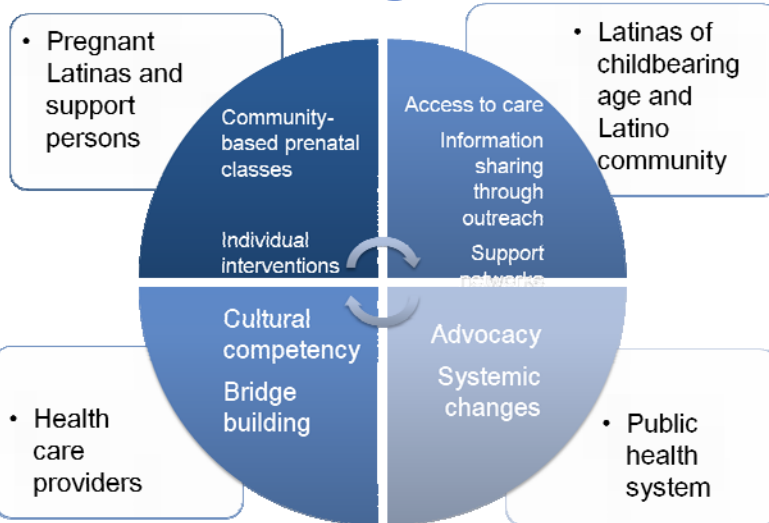 • Pregnant
Latinas and
support
persons
• Latinas of
childbearing
age and
Latino
community
Community-
based prenatal
classes
Individual
interventions
Access to care
Information
sharing
through
outreach
Support
networks
Cultural
competency
Bridge
building
Advocacy
Systemic
changes
• Health
care
providers
• Public
health
system